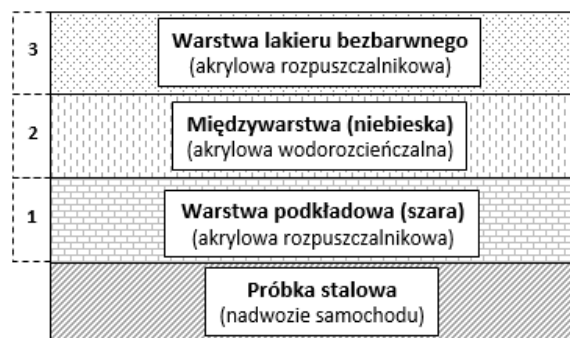 3
Warstwa lakieru bezbarwnego
(akrylowa rozpuszczalnikowa)
2
Międzywarstwa (niebieska)
(akrylowa wodorozcieńczalna)
1
Warstwa podkładowa (szara)
(akrylowa rozpuszczalnikowa)
Próbka stalowa
(nadwozie samochodu)